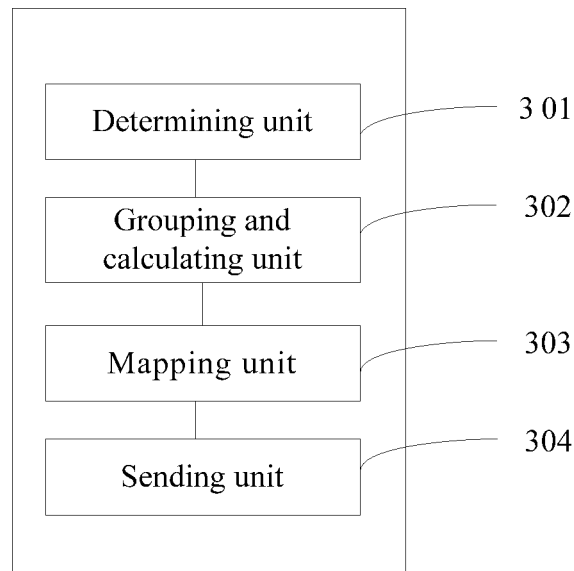 Determining unit
3 01
Grouping and
calculating unit
302
Mapping unit
303
Sending unit
304